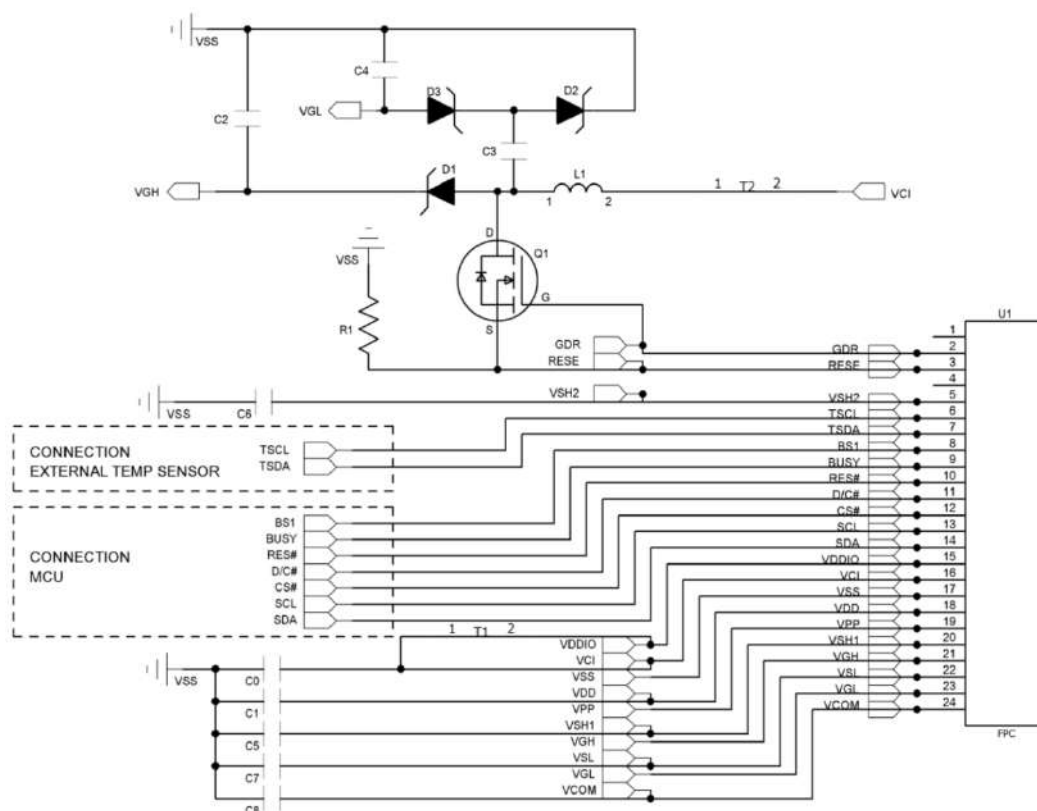 VSS
C4
D3
D2
VGL
C2
C3
D1
L1
VGH
1 2
1 T2 2
VCI
D
Q1
VSS
G
R1
S
U1
GDR
RESE
VSH2
VSS
C6
GDR
RESE
VSH2
TSCL
TSDA
BS1
BUSY
RES#
D/C#
CS#
SCL
SDA
VDDIO
VCI
VSS
VDD
VPP
VSH1
VGH
VSL
VGL
VCOM
1
2
3
4
5
6
7
8
9
10
11
12
13
14
15
16
17
18
19
20
21
22
23
24
FPC
CONNECTION
EXTERNAL TEMP SENSOR
TSCL
TSDA
CONNECTION
MCU
BS1
BUSY
RES#
D/C#
CS#
SCL
SDA
1 T1 2
VSS
C0
C1
C5
C7
C8
VDDIO
VCI
VSS
VDD
VPP
VSH1
VGH
VSL
VGL
VCOM